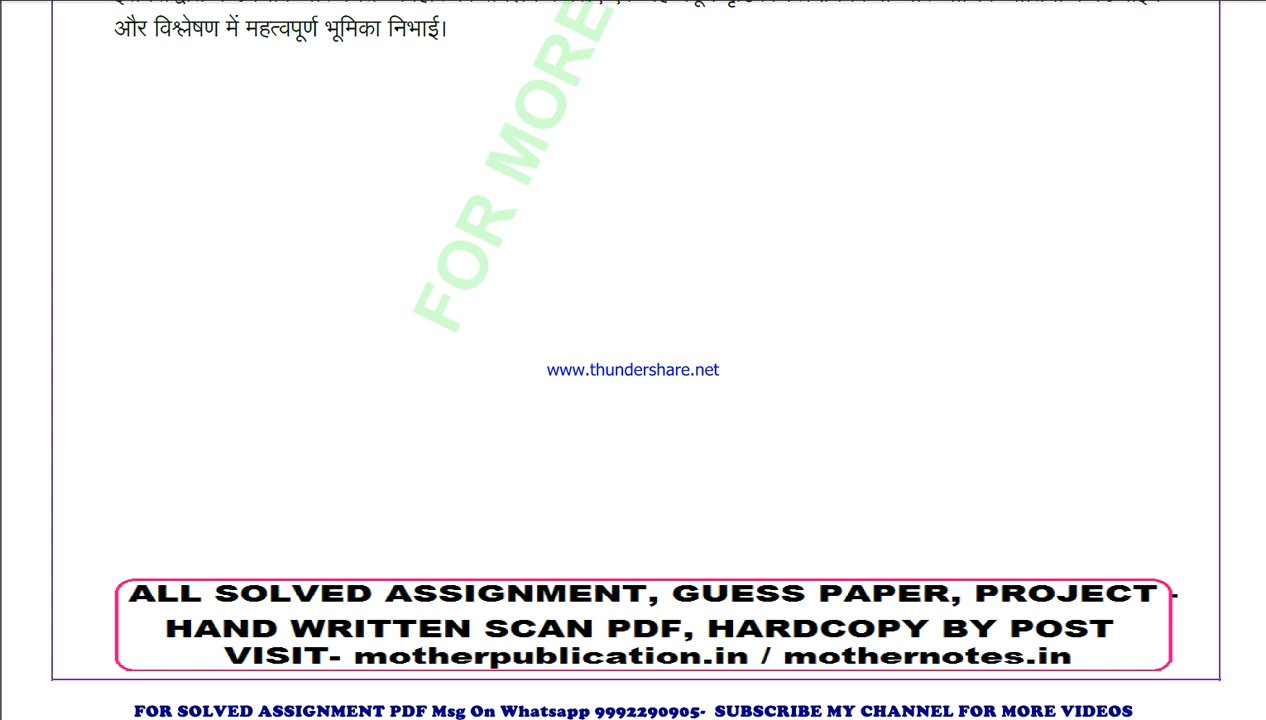 और विश्लेषण में महत्वपूर्ण भूमिका निभाई।
FOR MORE
www.thundershare.net
ALL SOLVED ASSIGNMENT, GUESS PAPER, PROJECT -
HAND WRITTEN SCAN PDF, HARDCOPY BY POST
VISIT- motherpublication.in / mothernotes.in
FOR SOLVED ASSIGNMENT PDF Msg On Whatsapp 9992290905- SUBSCRIBE MY CHANNEL FOR MORE VIDEOS